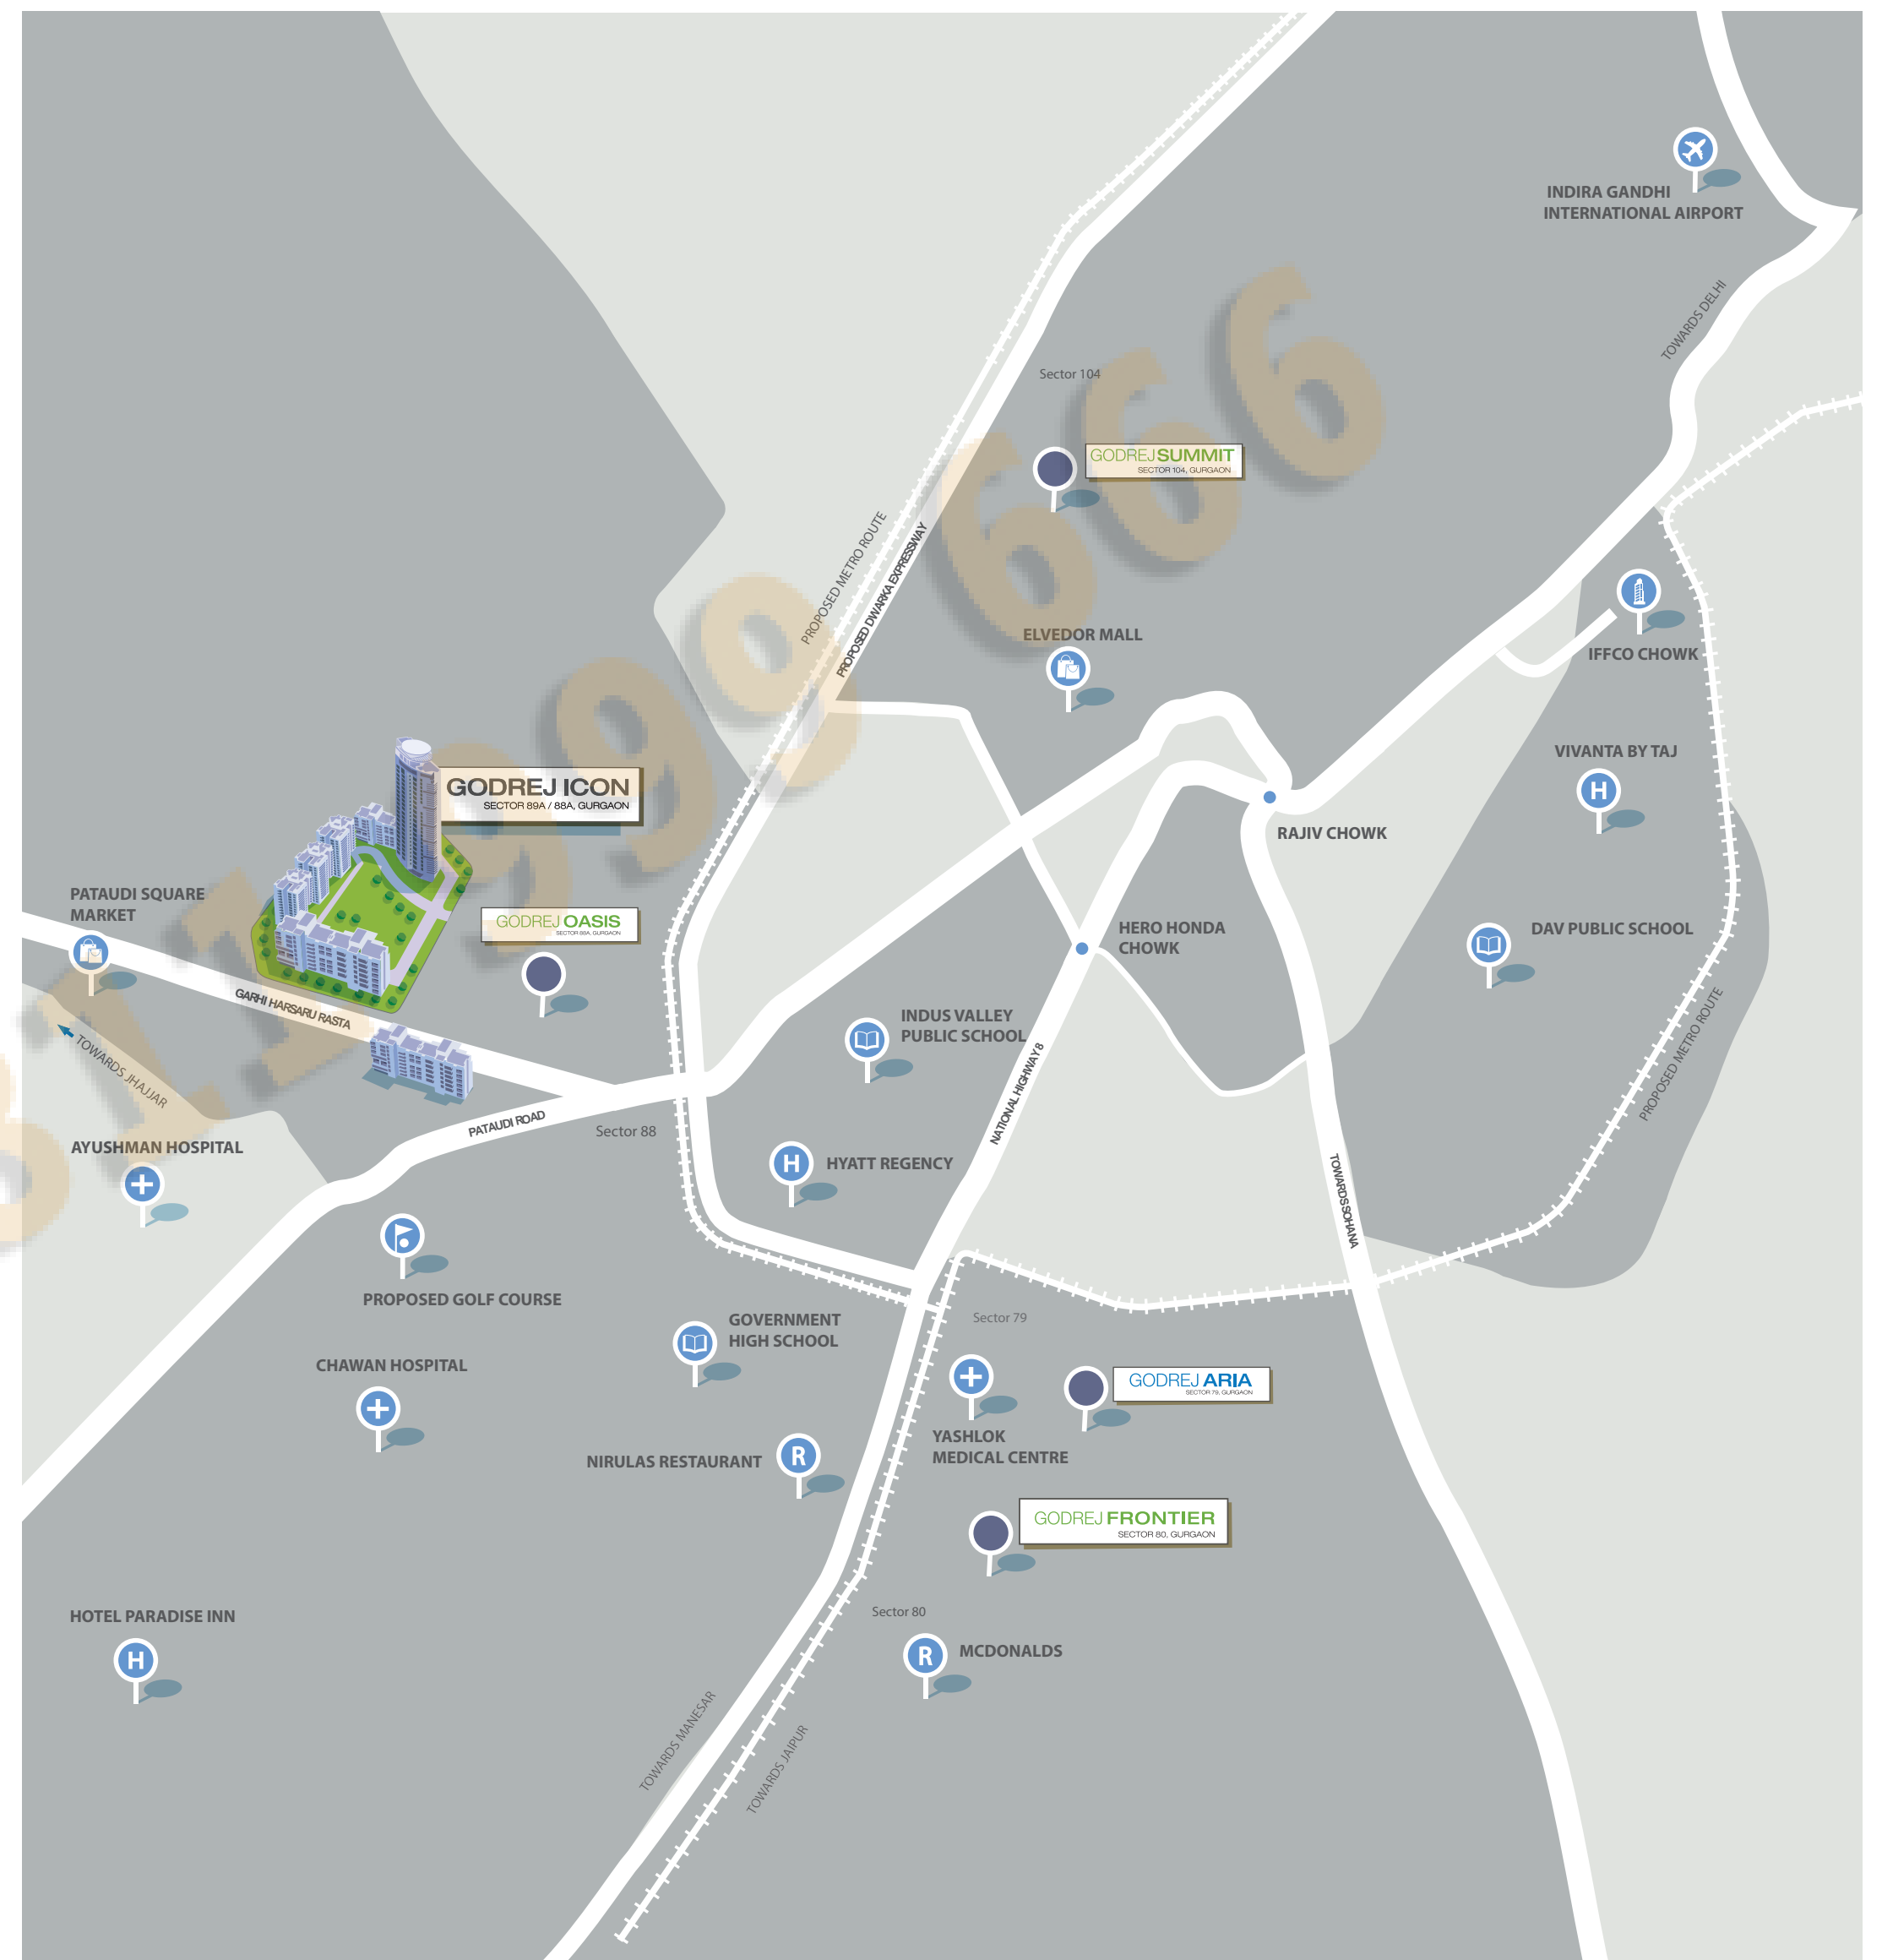 INDIRA GANDHI
INTERNATIONAL AIRPORT
TOWARDS DELHI
Sector 104
GODREJ SUMMIT
SECTOR 104, GURGAON
PROPOSED METRO ROUTE
PROPOSED DWARKA EXPRESSWAY
ELVEDOR MALL
IFFCO CHOWK
VIVANTA BY TAJ
H
GODREJ ICON
SECTOR 89A / 88A, GURGAON
RAJIV CHOWK
PATAUDI SQUARE
MARKET
GODREJ OASIS
SECTOR 88A, GURGAON
HERO HONDA
CHOWK
DAV PUBLIC SCHOOL
GARHI HARSARU RASTA
INDUS VALLEY
PUBLIC SCHOOL
TOWARDS JHAJJAR
NATIONAL HIGHWAY 8
PROPOSED METRO ROUTE
PATAUDI ROAD
Sector 88
AYUSHMAN HOSPITAL
H
HYATT REGENCY
TOWARDS SOHANA
PROPOSED GOLF COURSE
Sector 79
GOVERNMENT
HIGH SCHOOL
CHAWAN HOSPITAL
GODREJ ARIA
SECTOR 79, GURGAON
YASHLOK
MEDICAL CENTRE
NIRULAS RESTAURANT
R
GODREJ FRONTIER
SECTOR 80, GURGAON
Sector 80
HOTEL PARADISE INN
H
R
MCDONALDS
TOWARDS MANESAR
TOWARDS JAIPUR